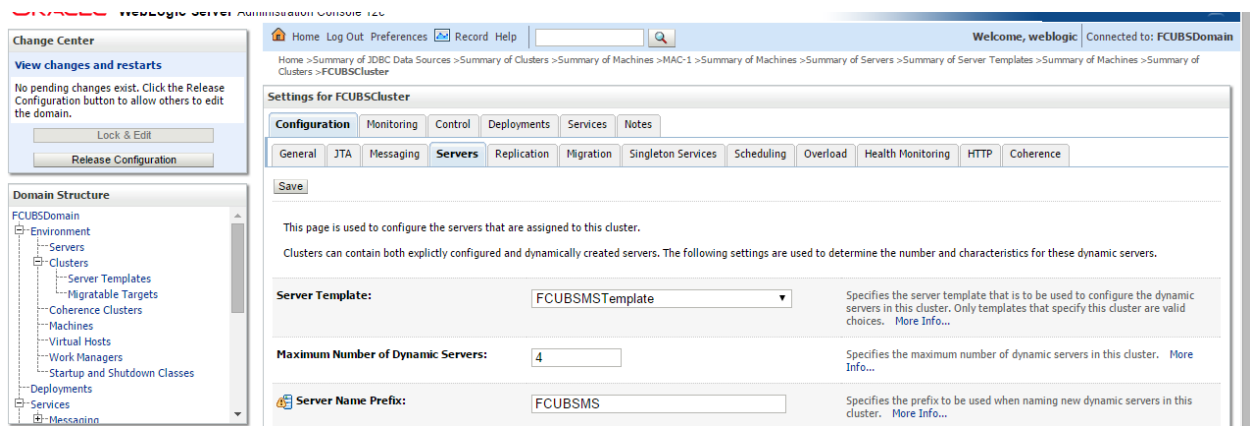 WebLogic Server Administration Console 12c
Change Center
View changes and restarts
No pending changes exist. Click the Release
Configuration button to allow others to edit
the domain.
Lock & Edit
Release Configuration
Domain Structure
FCUBSDomain
Environment
Servers
Clusters
Server Templates
Migratable Targets
Coherence Clusters
Machines
Virtual Hosts
Work Managers
Startup and Shutdown Classes
Deployments
Services
Messaging
Home Log Out Preferences Record Help
Welcome, weblogic Connected to: FCUBSDomain
Home >Summary of JDBC Data Sources >Summary of Clusters >Summary of Machines >MAC-1 >Summary of Machines >Summary of Servers >Summary of Server Templates >Summary of Machines >Summary of
Clusters >FCUBSCluster
Settings for FCUBSCluster
Configuration Monitoring Control Deployments Services Notes
General JTA Messaging Servers Replication Migration Singleton Services Scheduling Overload Health Monitoring HTTP Coherence
Save
This page is used to configure the servers that are assigned to this cluster.
Clusters can contain both explictly configured and dynamically created servers. The following settings are used to determine the number and characteristics for these dynamic servers.
Server Template:
FCUBSMSTemplate
Specifies the server template that is to be used to configure the dynamic
servers in this cluster. Only templates that specify this cluster are valid
choices. More Info...
Maximum Number of Dynamic Servers:
4
Specifies the maximum number of dynamic servers in this cluster. More
Info...
Server Name Prefix:
FCUBSMS
Specifies the prefix to be used when naming new dynamic servers in this
cluster. More Info...